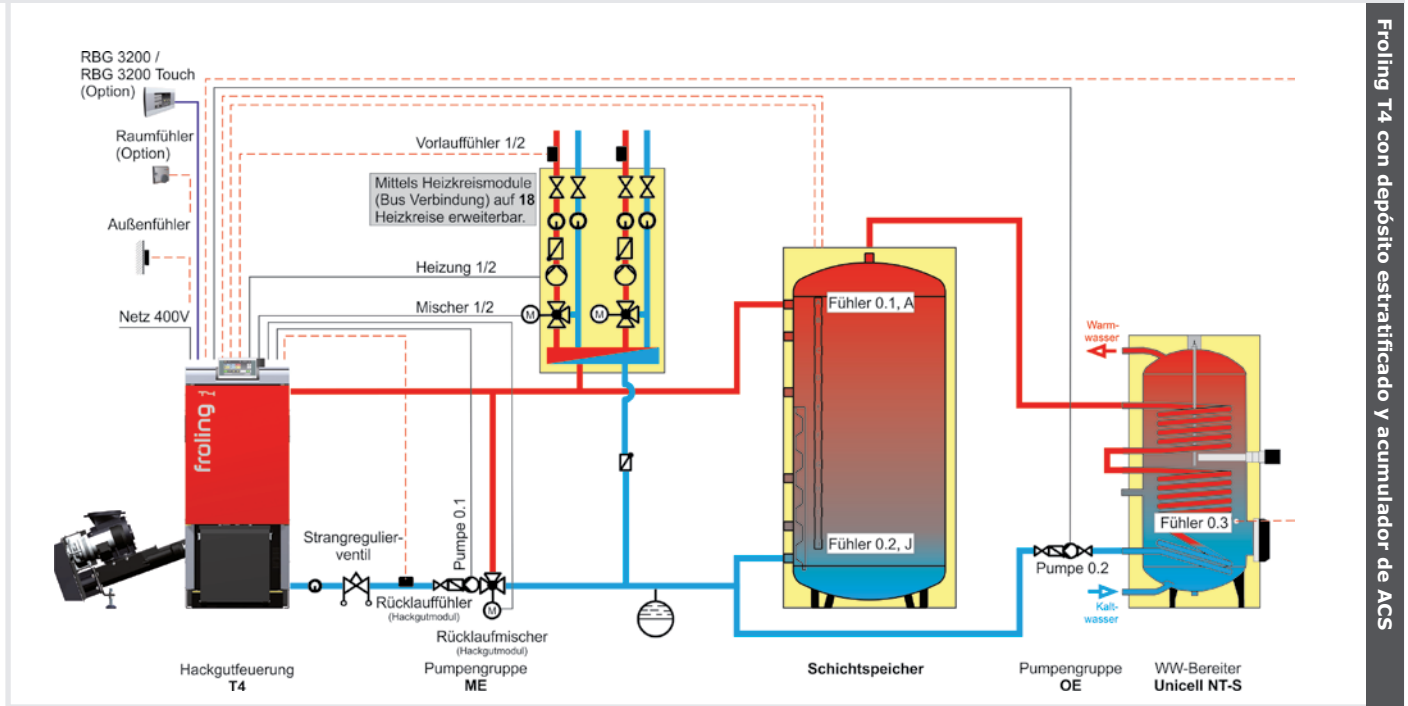 RBG 3200 /
RBG 3200 Touch
(Option)
Raumfühler
(Option)
Außenfühler
Netz 400V
Vorlauffühler 1/2
Mittels Heizkreismodule
(Bus Verbindung) auf 18
Heizkreise erweiterbar.
Heizung 1/2
Mischer 1/2
M
M
froling
T4
Strangregulier-
ventil
Pumpe 0.1
Rücklauffühler
(Hackgutmodul)
M
Rücklaufmischer
(Hackgutmodul)
Fühler 0.1, A
Fühler 0.2, J
Warm-
wasser
Fühler 0.3
Pumpe 0.2
Kalt-
wasser
Hackgutfeuerung
T4
Pumpengruppe
ME
Schichtspeicher
Pumpengruppe
OE
WW-Bereiter
Unicell NT-S
Froling T4 con depósito estratificado y acumulador de ACS